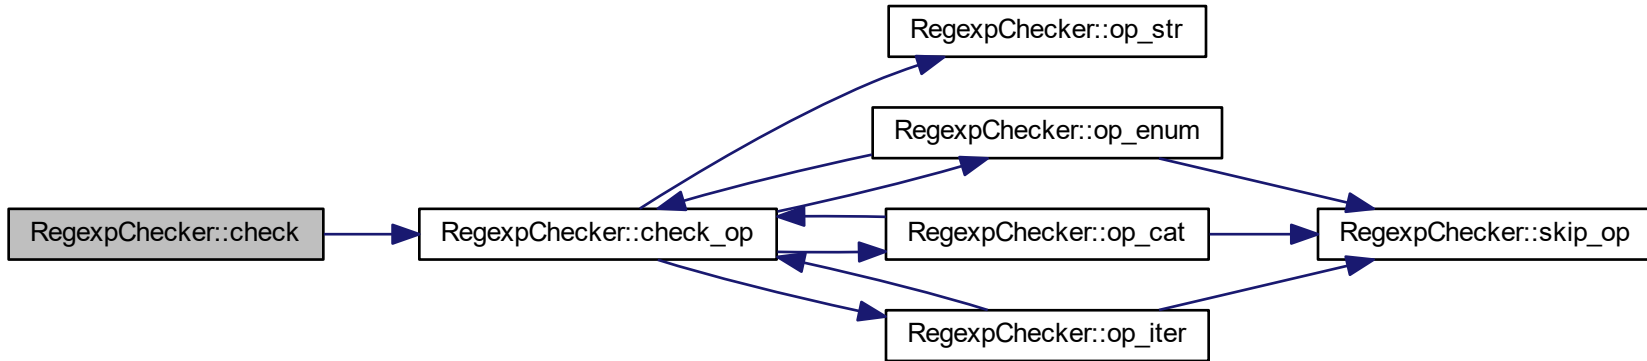 RegexpChecker::op_str
RegexpChecker::op_enum
RegexpChecker::check
RegexpChecker::check_op
RegexpChecker::op_cat
RegexpChecker::skip_op
RegexpChecker::op_iter